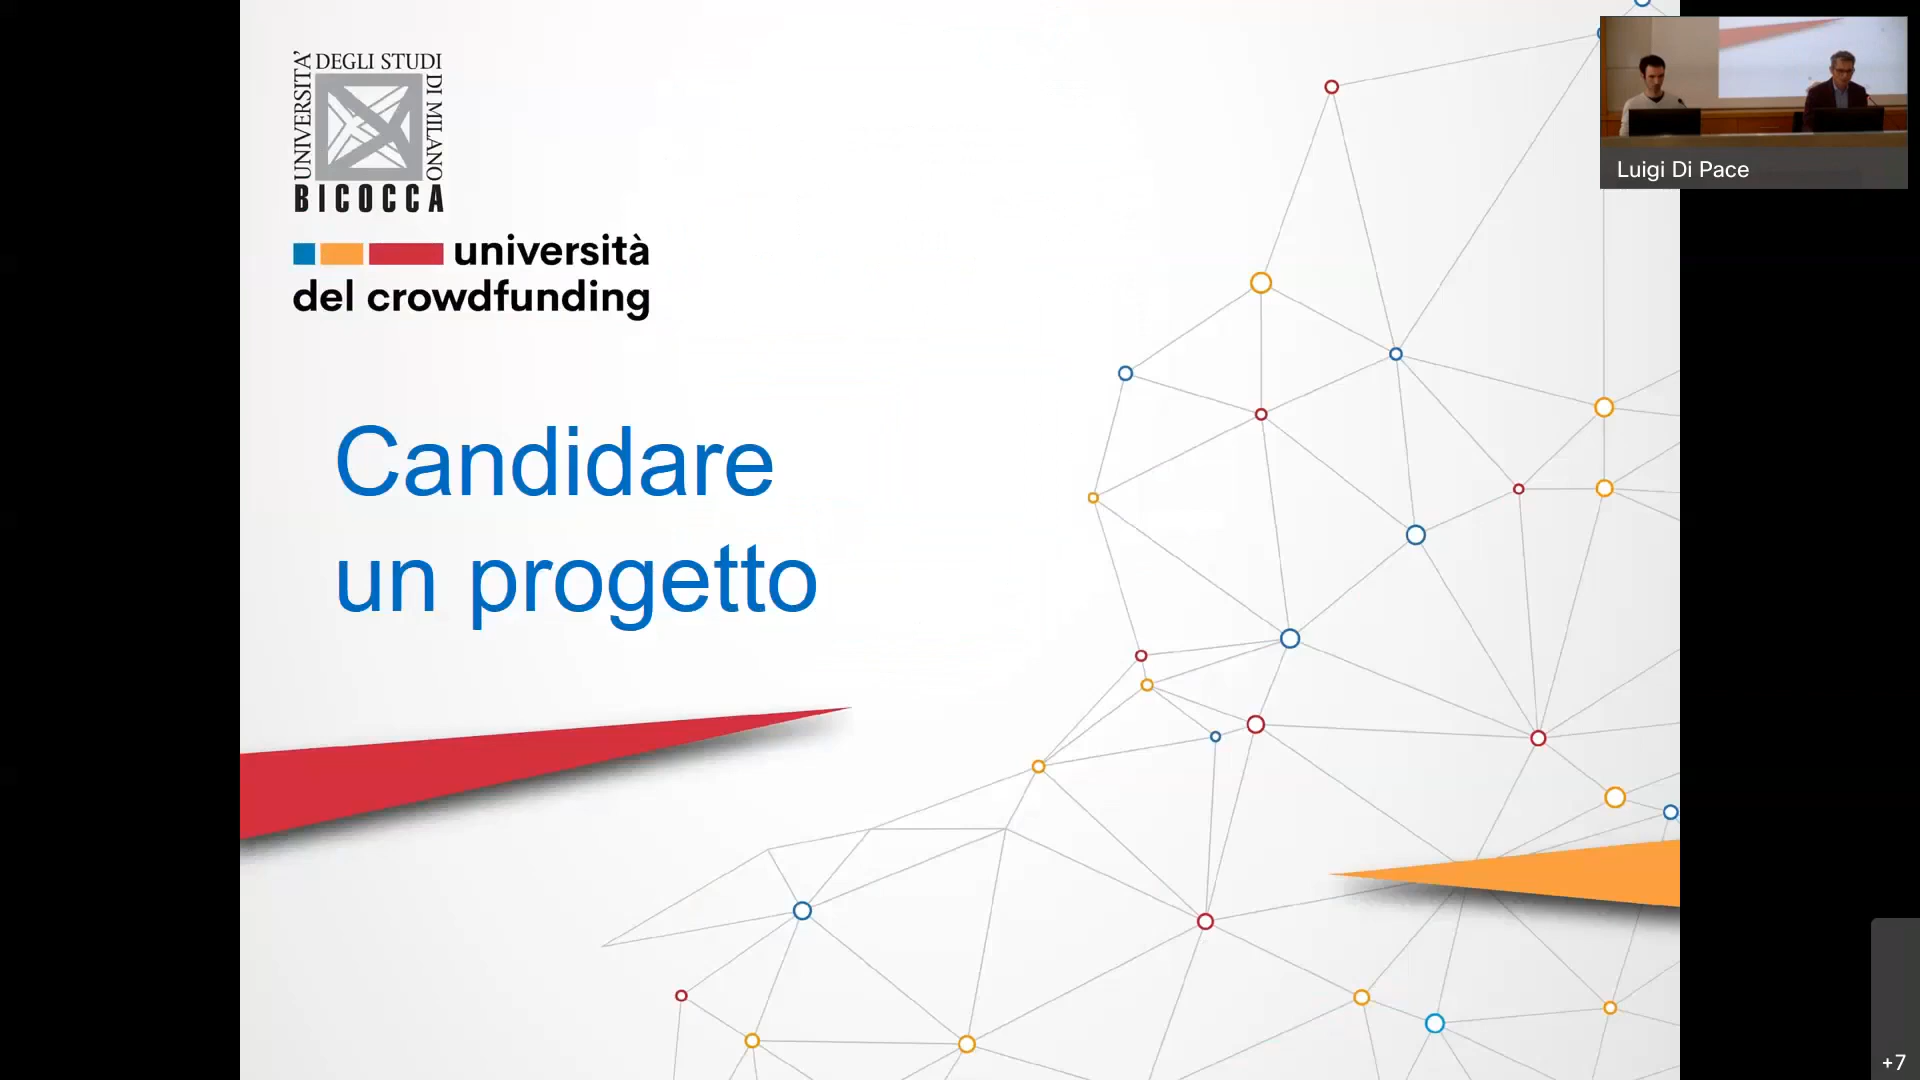 UNIVERSITA'
DEGLI STUDI
DI MILANO
BICOCCA
università
del crowdfunding
Candidare
un progetto
Luigi Di Pace
+7